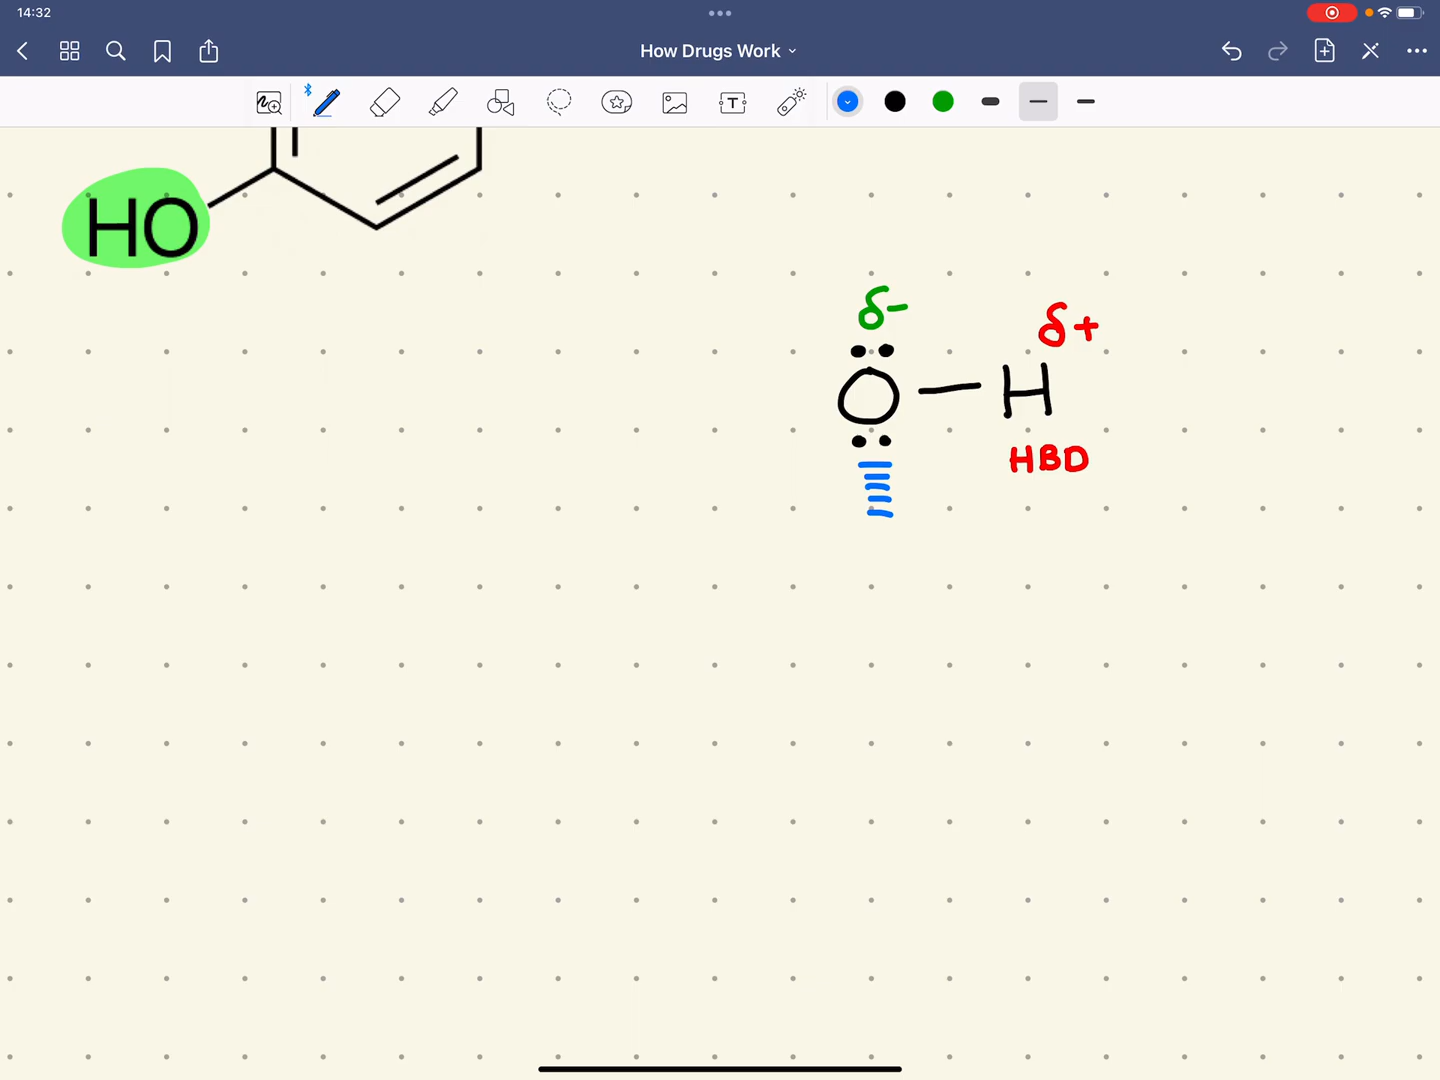 14:32
How Drugs Work
T
HO
δ-
δ+
O — H
HBD